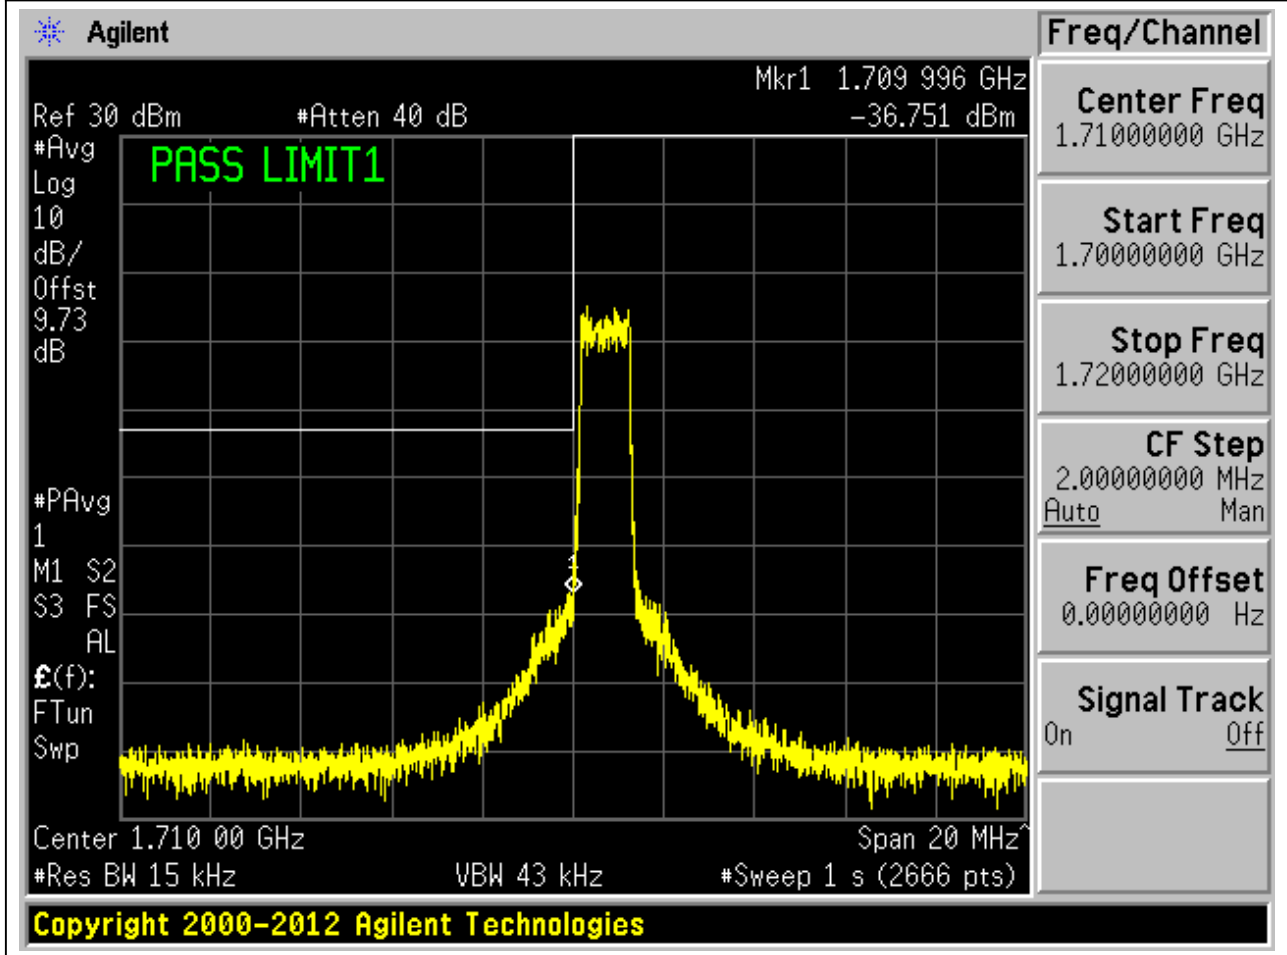 Agilent
Freq/Channel
Mkr1 1.709 996 GHz
Ref 30 dBm #Atten 40 dB -36.751 dBm
#Avg
Log
10
dB/
Offst
9.73
dB
PASS LIMIT1
#PAvg
1
M1 S2
S3 FS
AL
£(f):
FTun
Swp
1
Center 1.710 00 GHz Span 20 MHz^
#Res BW 15 kHz VBW 43 kHz #Sweep 1 s (2666 pts)
Center Freq
1.71000000 GHz
Start Freq
1.70000000 GHz
Stop Freq
1.72000000 GHz
CF Step
2.00000000 MHz
Auto Man
Freq Offset
0.00000000 Hz
Signal Track
On Off
Copyright 2000-2012 Agilent Technologies